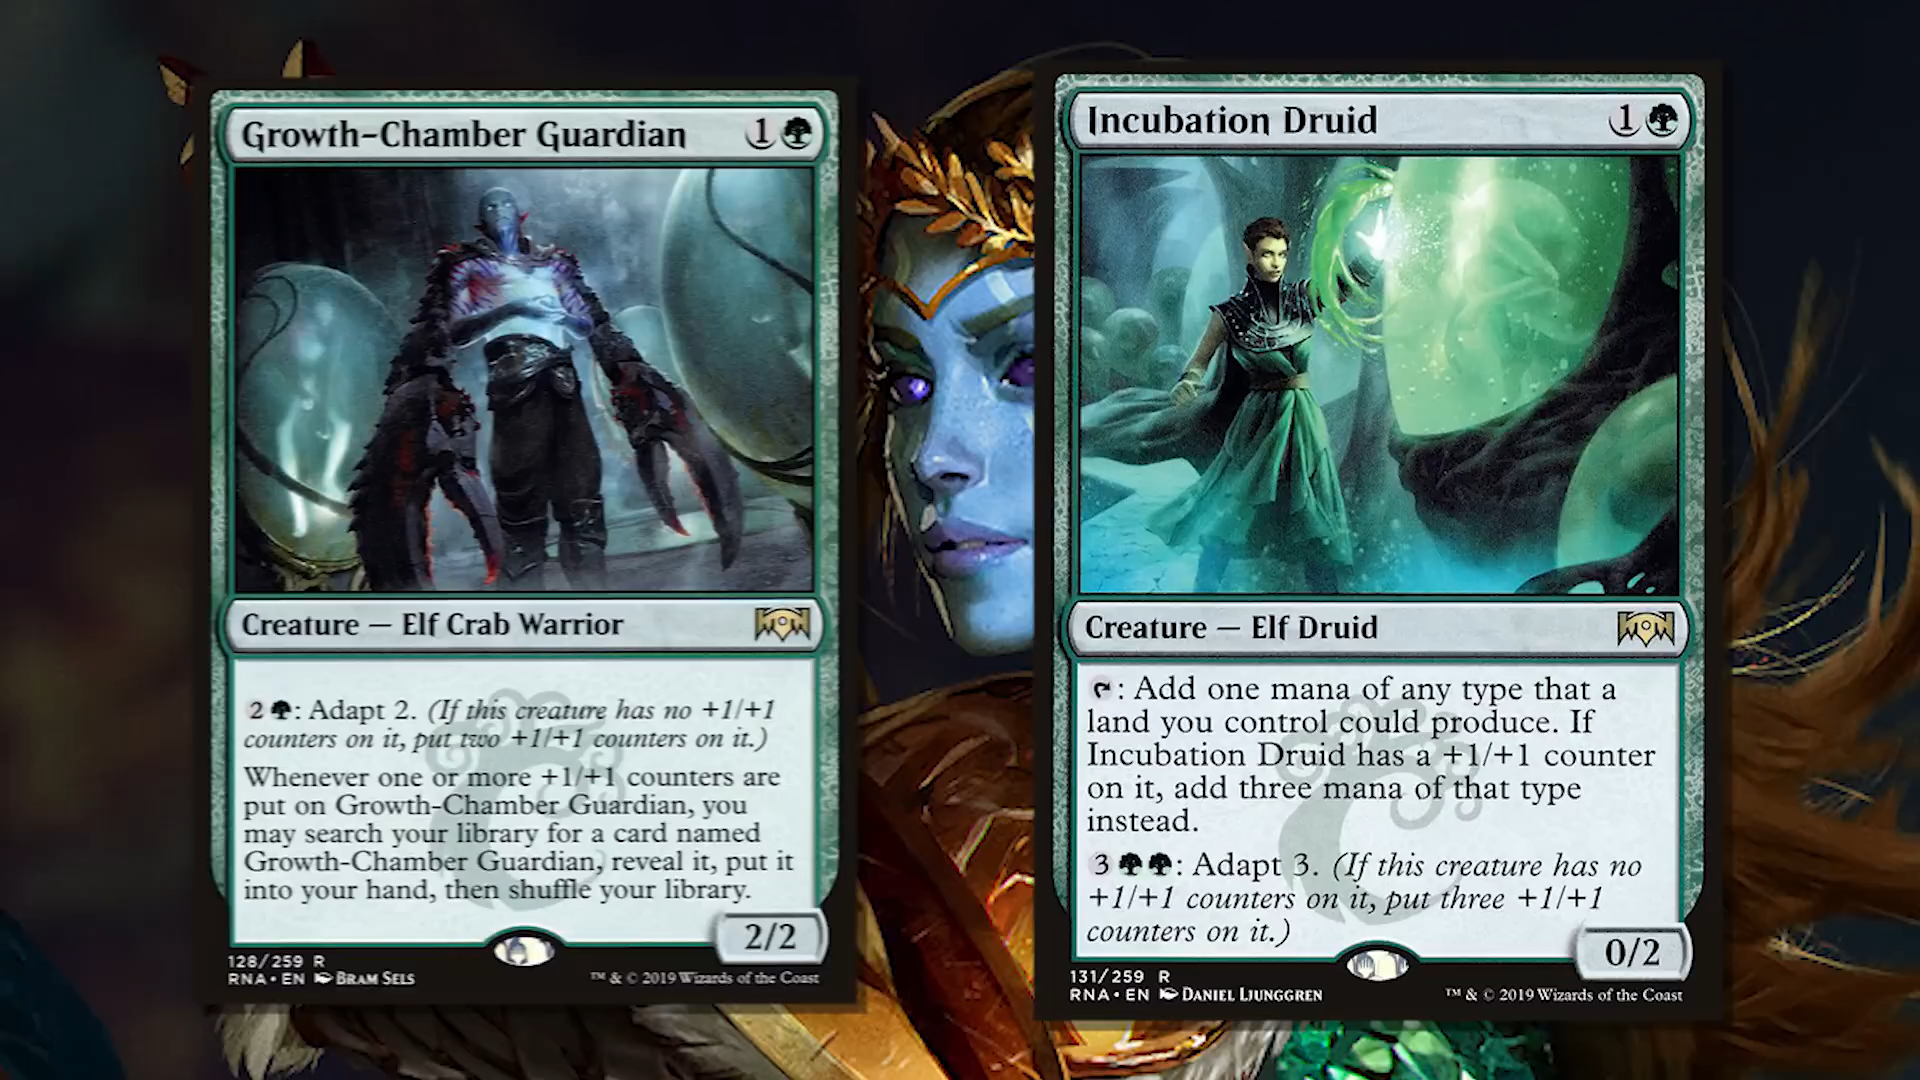 Growth-Chamber Guardian 1
Creature — Elf Crab Warrior
2: Adapt 2. (If this creature has no +1/+1
counters on it, put two +1/+1 counters on it.)
Whenever one or more +1/+1 counters are
put on Growth-Chamber Guardian, you
may search your library for a card named
Growth-Chamber Guardian, reveal it, put it
into your hand, then shuffle your library.
2/2
128/259 R
RNA • EN Bram Sels
™ & © 2019 Wizards of the Coast
Incubation Druid 1
Creature — Elf Druid
: Add one mana of any type that a
land you control could produce. If
Incubation Druid has a +1/+1 counter
on it, add three mana of that type
instead.
3: Adapt 3. (If this creature has no
+1/+1 counters on it, put three +1/+1
counters on it.)
0/2
131/259 R
RNA • EN Daniel Ljunggren
™ & © 2019 Wizards of the Coast